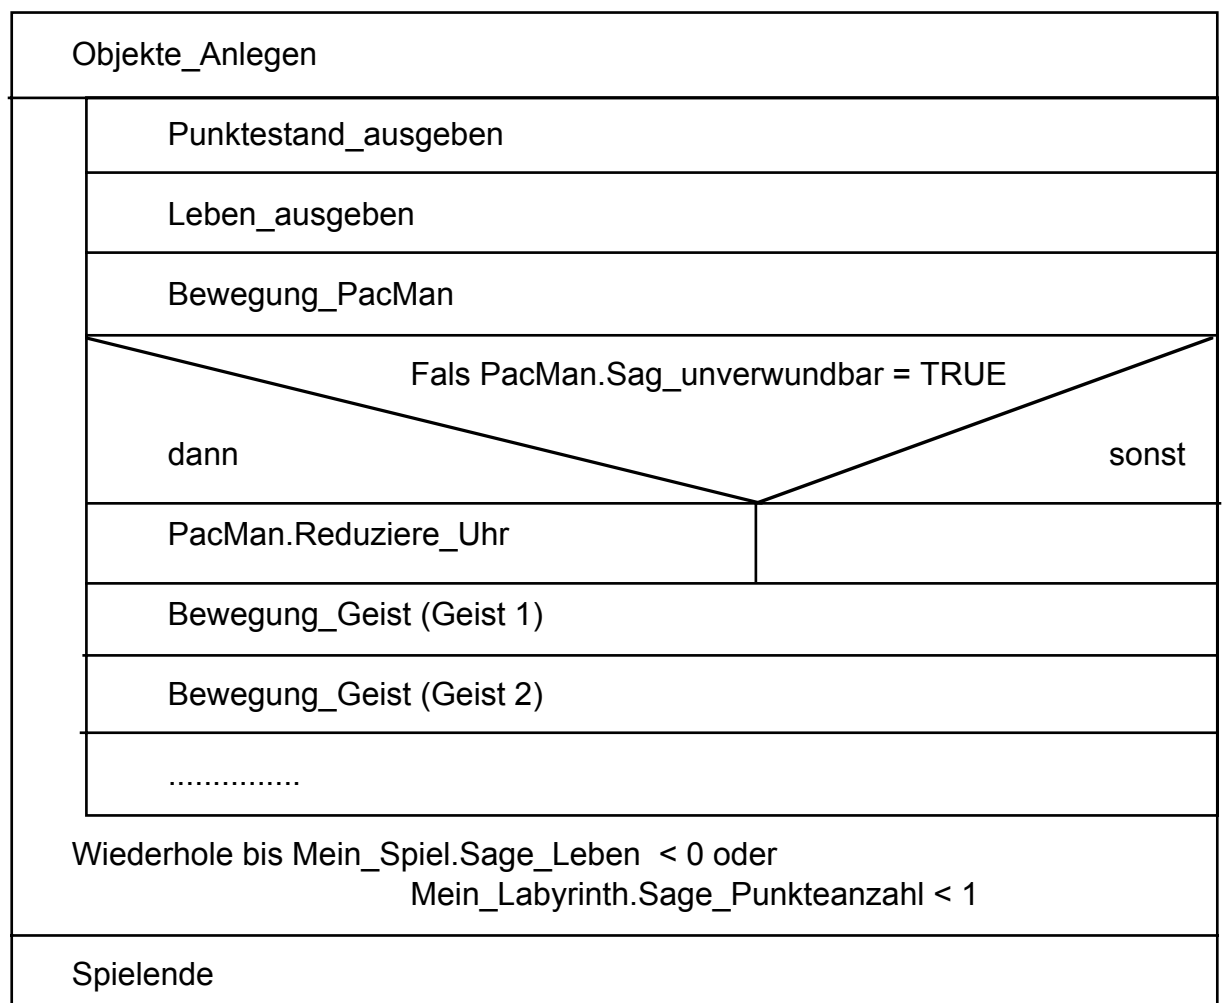 Objekte_Anlegen
Punktestand_ausgeben
Leben_ausgeben
Bewegung_PacMan
Fals PacMan.Sag_unverwundbar = TRUE
dann
sonst
PacMan.Reduziere_Uhr
Bewegung_Geist (Geist 1)
Bewegung_Geist (Geist 2)
...............
Wiederhole bis Mein_Spiel.Sage_Leben  < 0 oder
Mein_Labyrinth.Sage_Punkteanzahl < 1
Spielende